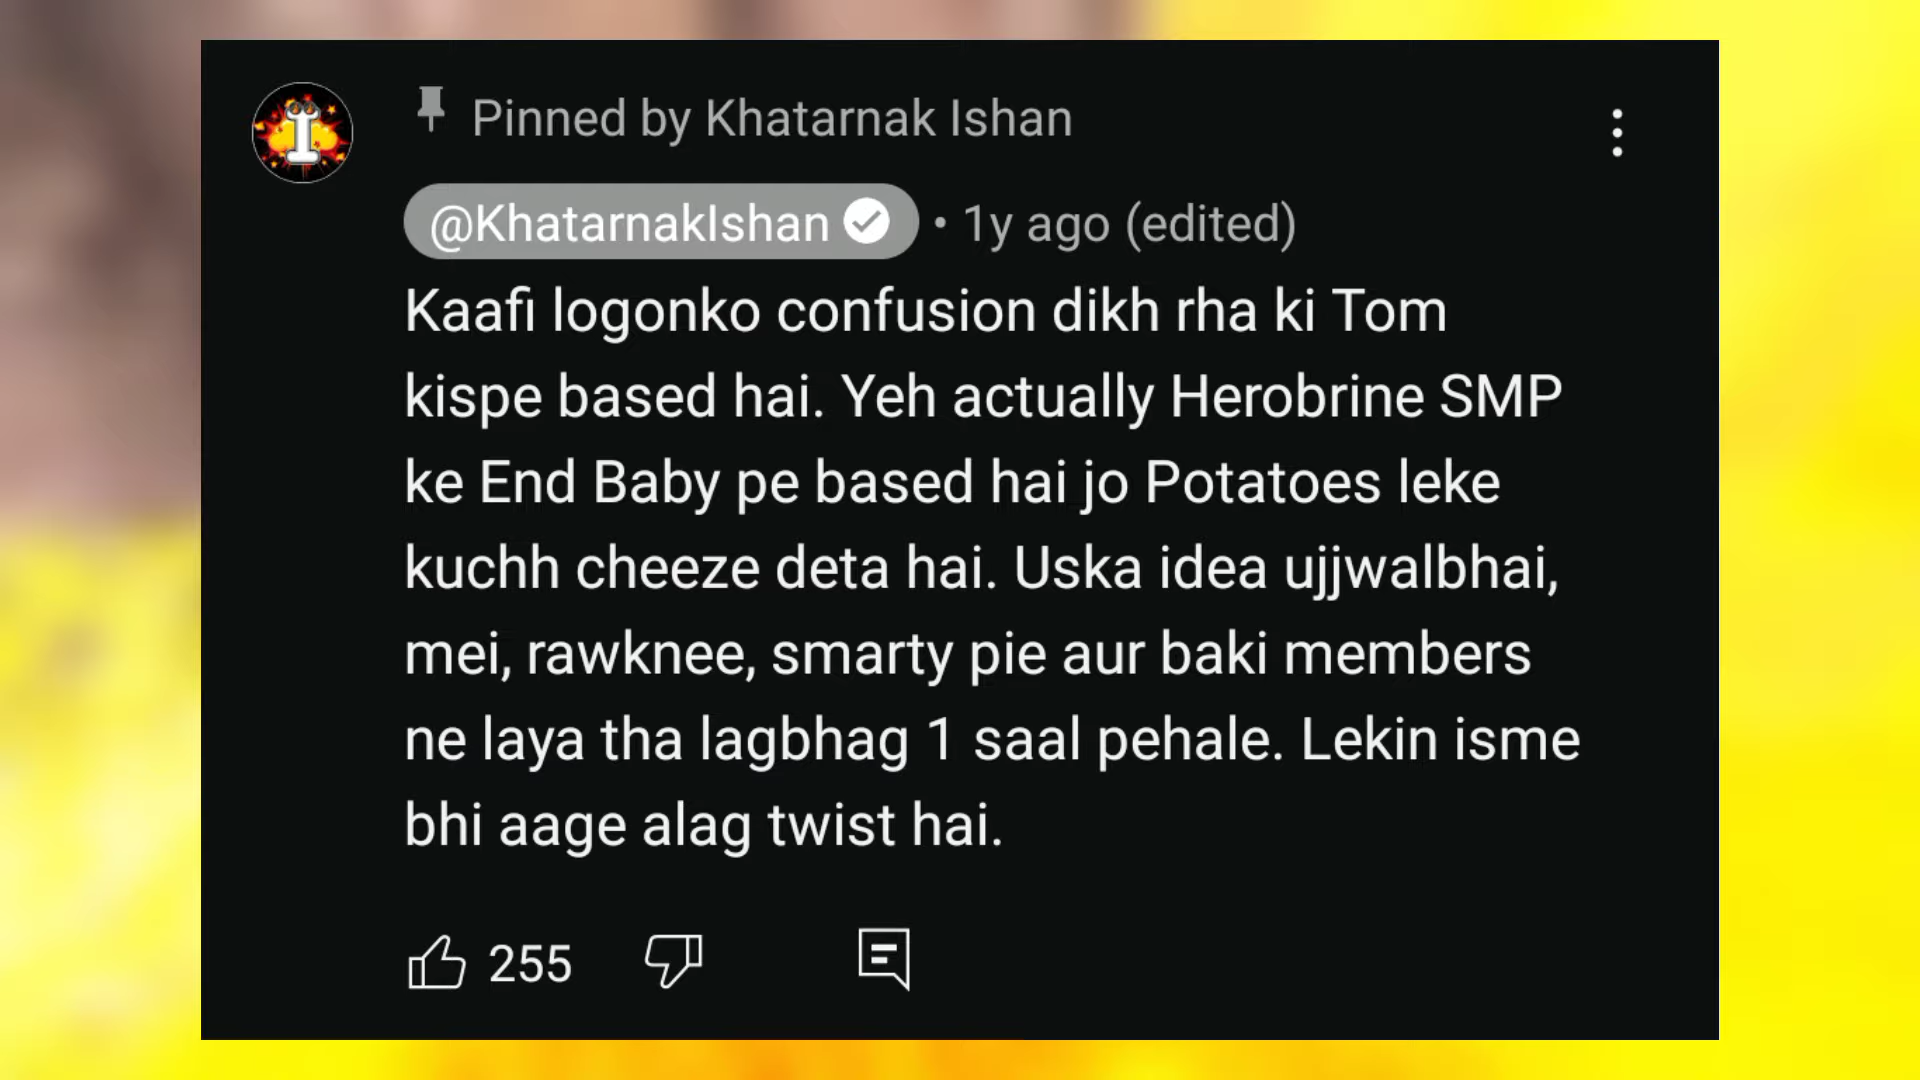 Pinned by Khatarnak Ishan
@KhatarnakIshan • 1y ago (edited)
Kaafi logonko confusion dikh rha ki Tom
kispe based hai. Yeh actually Herobrine SMP
ke End Baby pe based hai jo Potatoes leke
kuchh cheeze deta hai. Uska idea ujjwalbhai,
mei, rawknee, smarty pie aur baki members
ne laya tha lagbhag 1 saal pehale. Lekin isme
bhi aage alag twist hai.
255